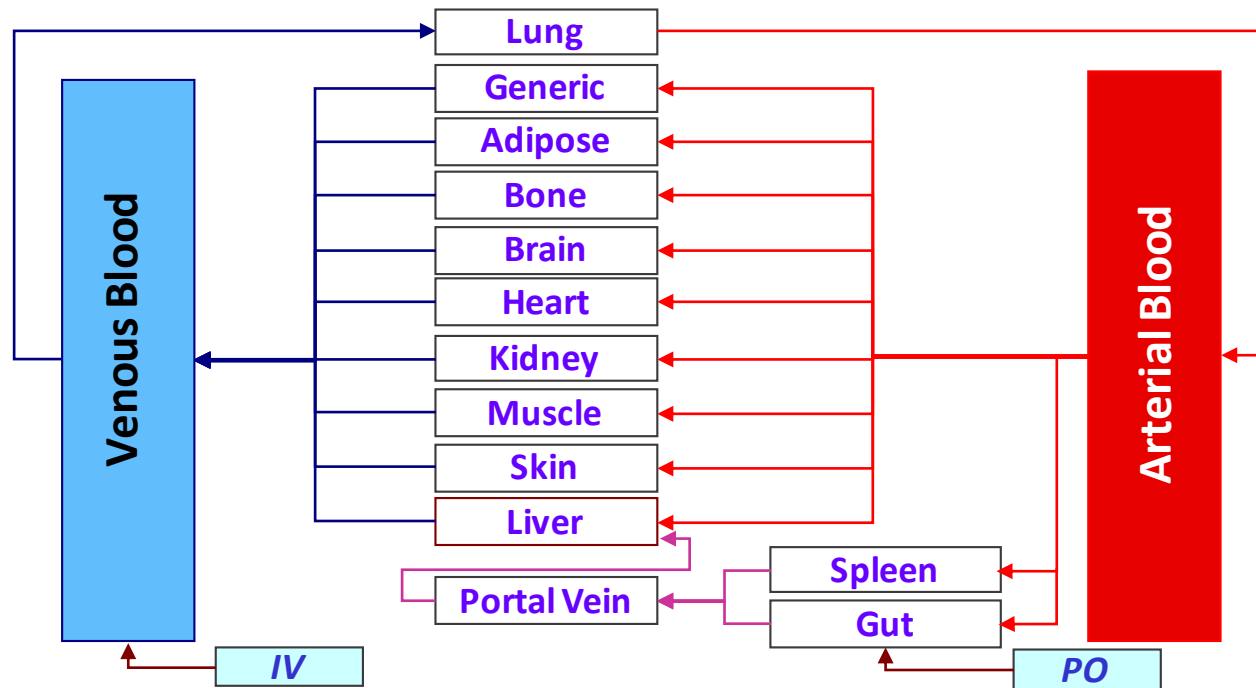 Lung
Generic
Adipose
Bone
Brain
Heart
Kidney
Muscle
Skin
Liver
Portal Vein
Spleen
Gut
Venous Blood
Arterial Blood
IV
PO